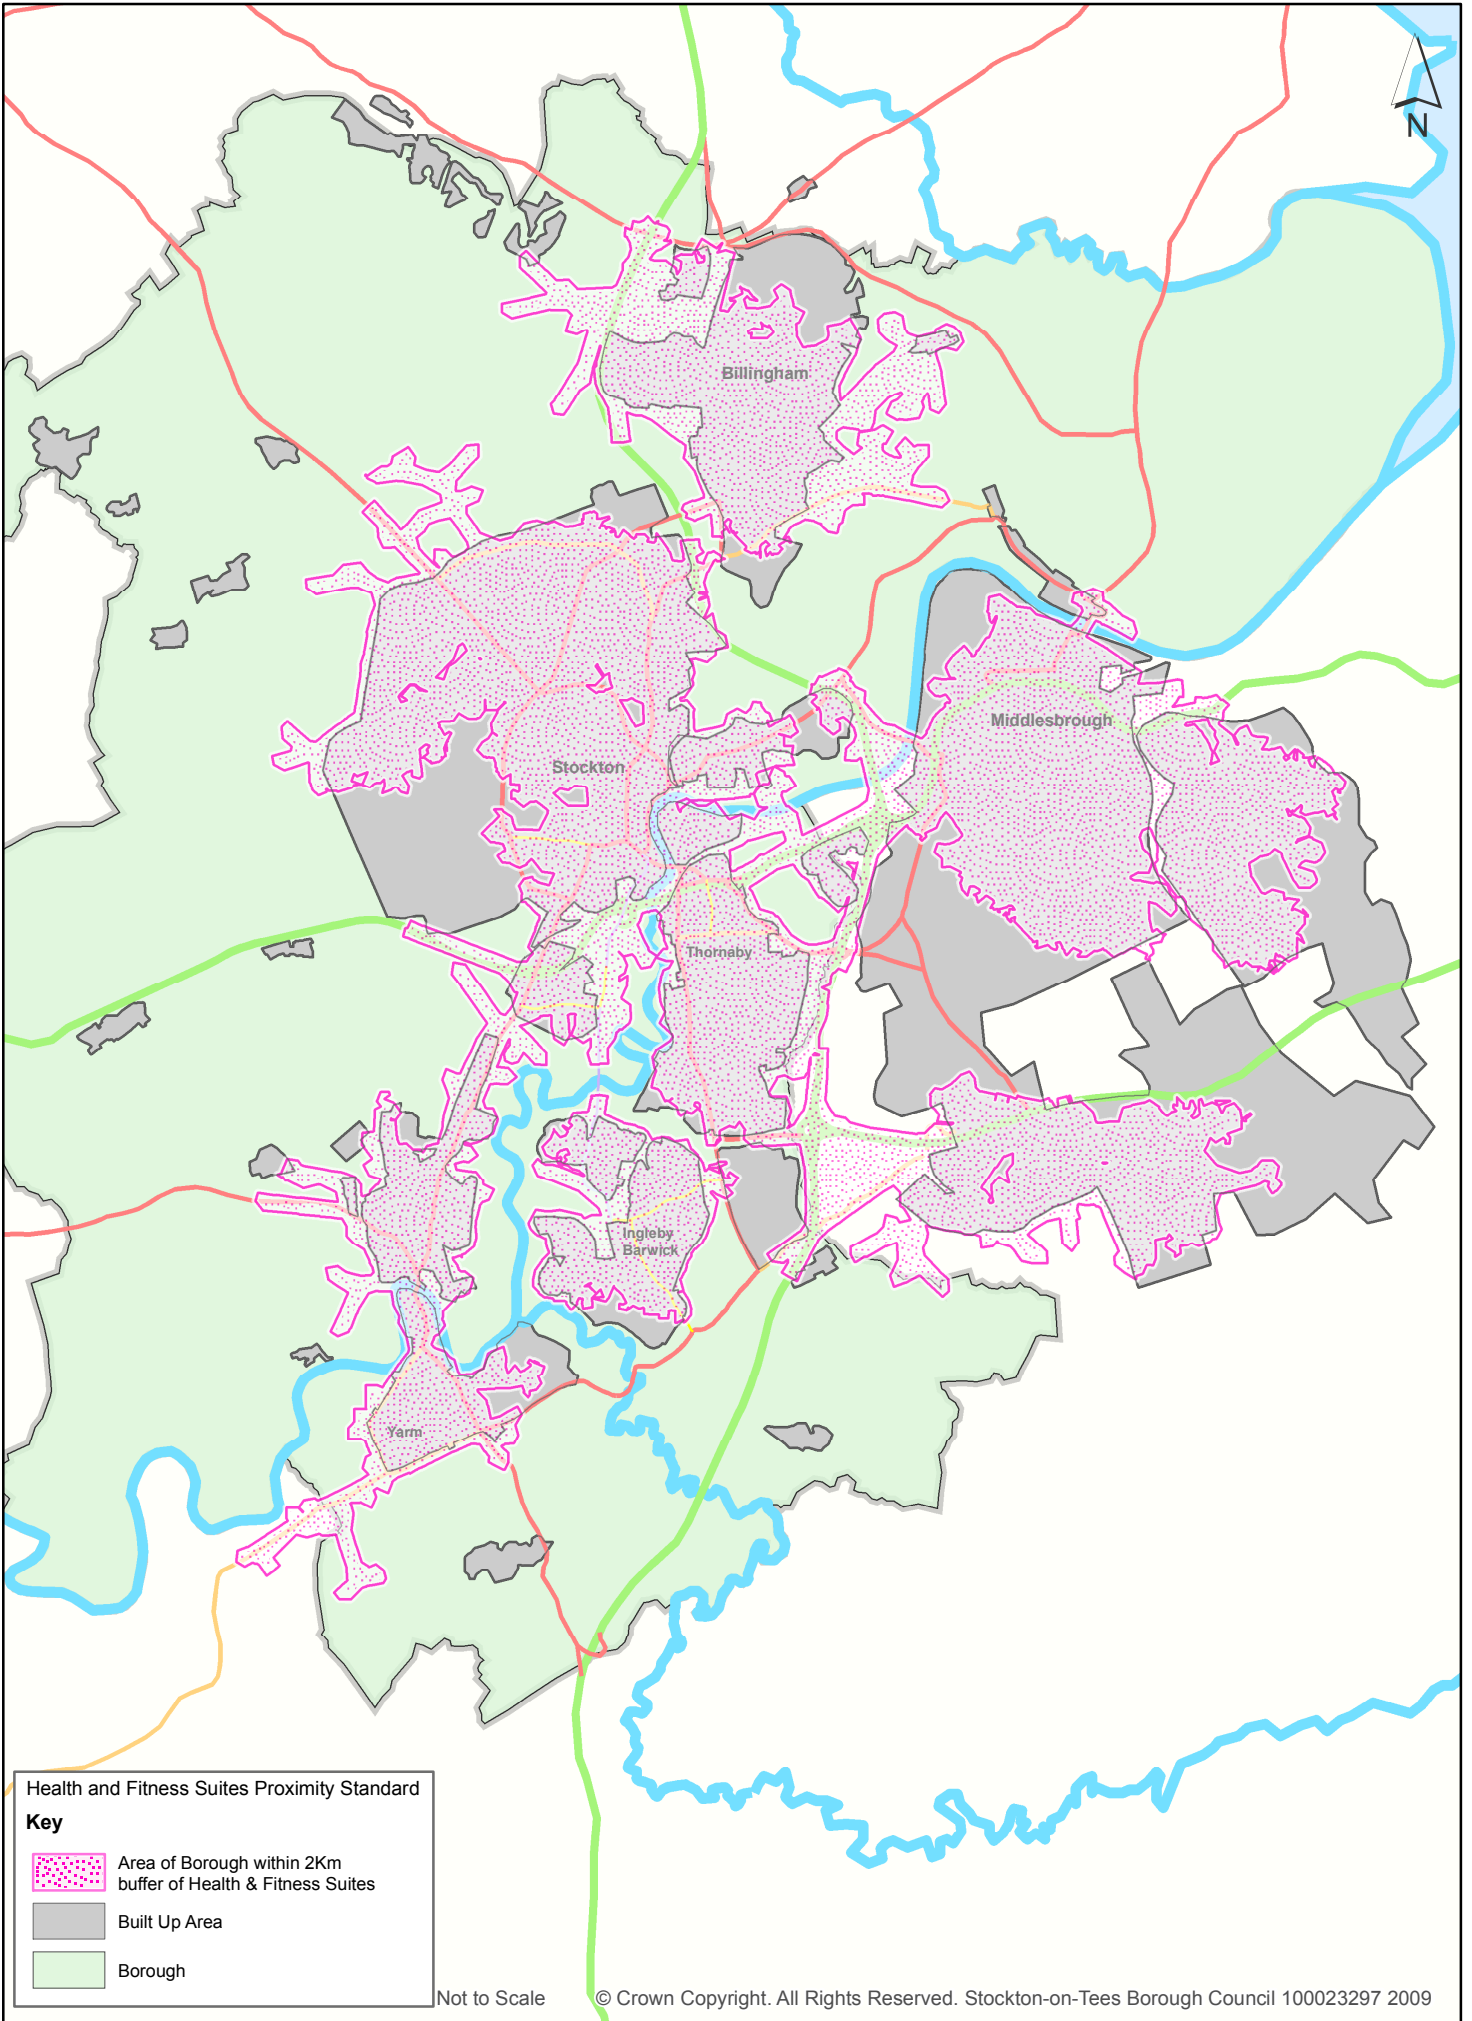 N
Billingham
Middlesbrough
Stockton
Thornaby
Ingleby
Barwick
Yarm
Health and Fitness Suites Proximity Standard
Key
Area of Borough within 2Km
buffer of Health & Fitness Suites
Built Up Area
Borough
Not to Scale
© Crown Copyright. All Rights Reserved. Stockton-on-Tees Borough Council 100023297 2009